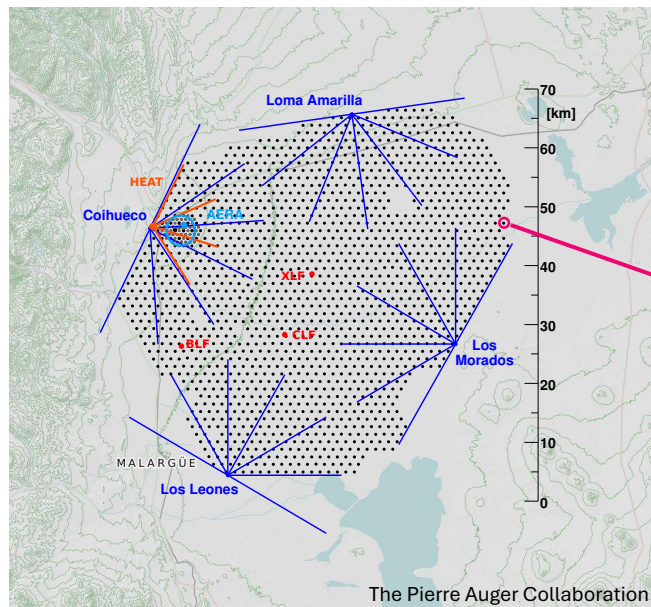 70
[km]
Loma Amarilla
60
HEAT
50
Coihueco
AERA
40
XLF
30
CLF
BLF
Los
Morados
20
10
MALARGÜE
Los Leones
0
The Pierre Auger Collaboration